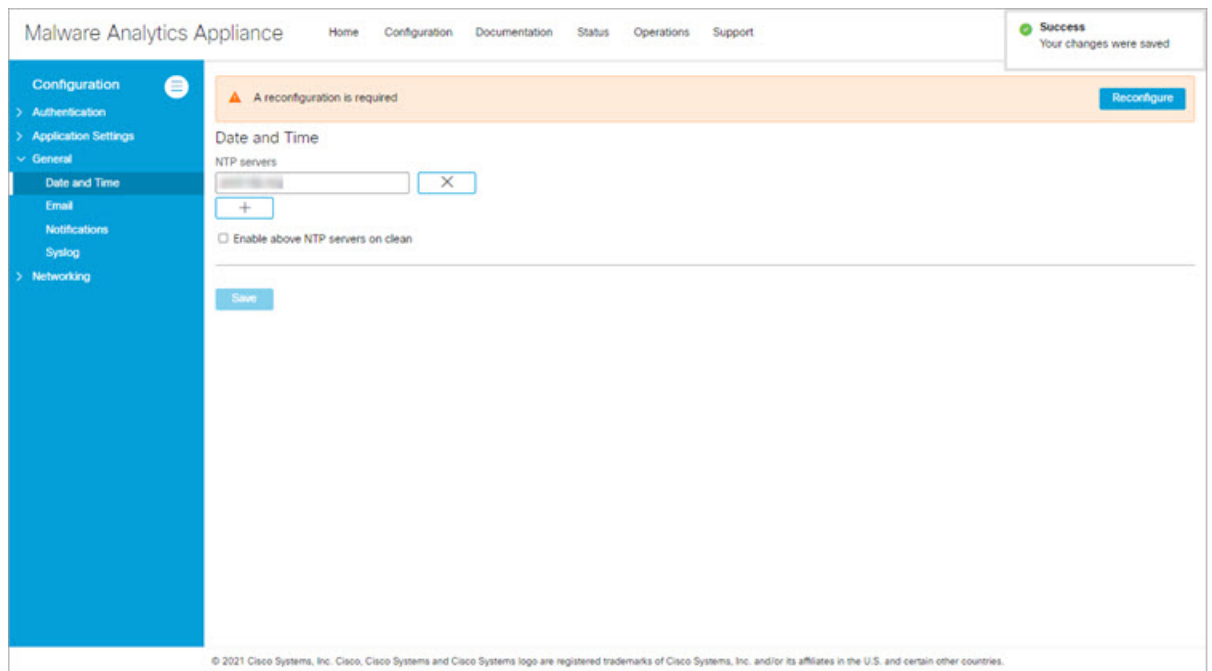 Malware Analytics Appliance
Home Configuration Documentation Status Operations Support
Success
Your changes were saved
Configuration
Authentication
Application Settings
General
Date and Time
Email
Notifications
Syslog
Networking
A reconfiguration is required
Reconfigure
Date and Time
NTP servers
Enable above NTP servers on clean
Save
© 2021 Cisco Systems, Inc. Cisco, Cisco Systems and Cisco Systems logo are registered trademarks of Cisco Systems, Inc. and/or its affiliates in the U.S. and certain other countries.